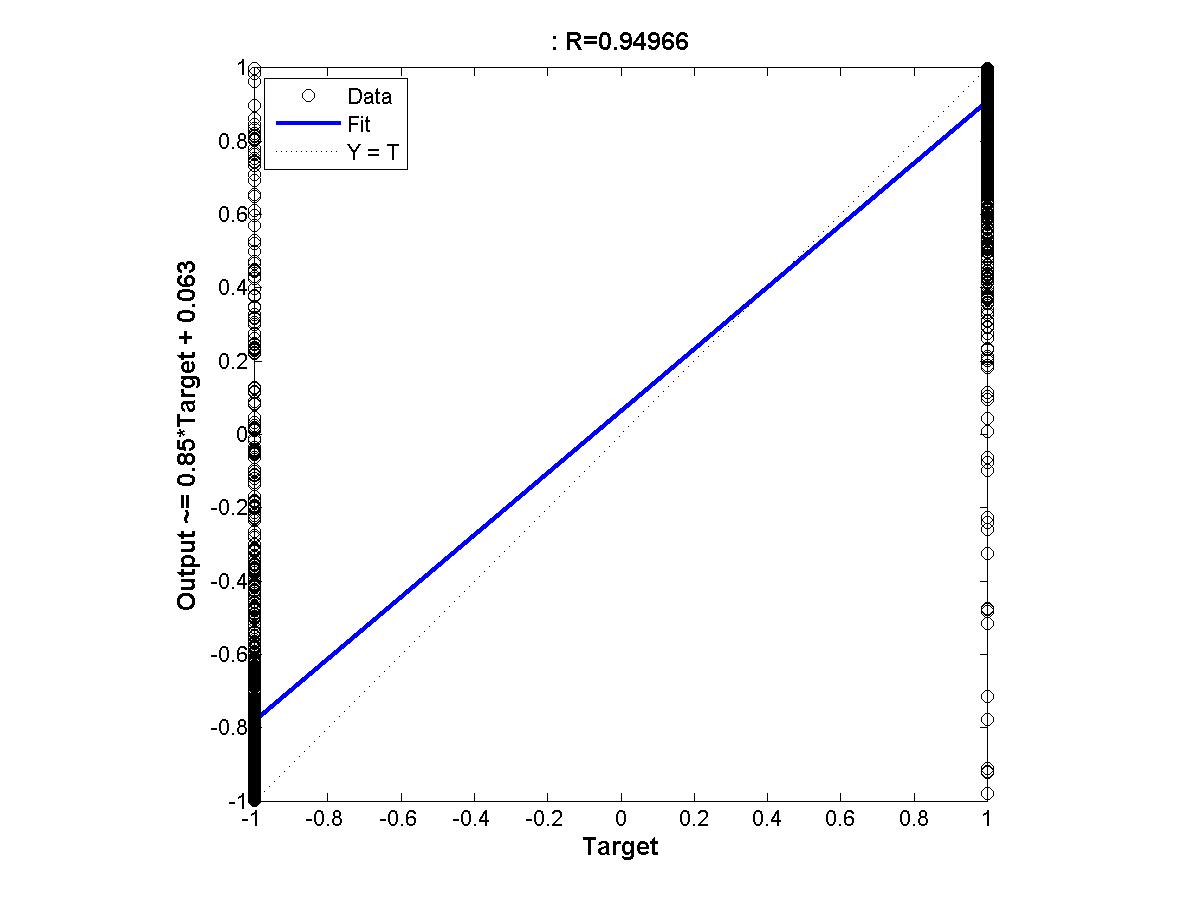 : R=0.94966
Data
Fit
Y = T
1
0.8
0.6
0.4
0.2
0
-0.2
-0.4
-0.6
-0.8
-1
Output ~= 0.85*Target + 0.063
-1 -0.8 -0.6 -0.4 -0.2 0 0.2 0.4 0.6 0.8 1
Target